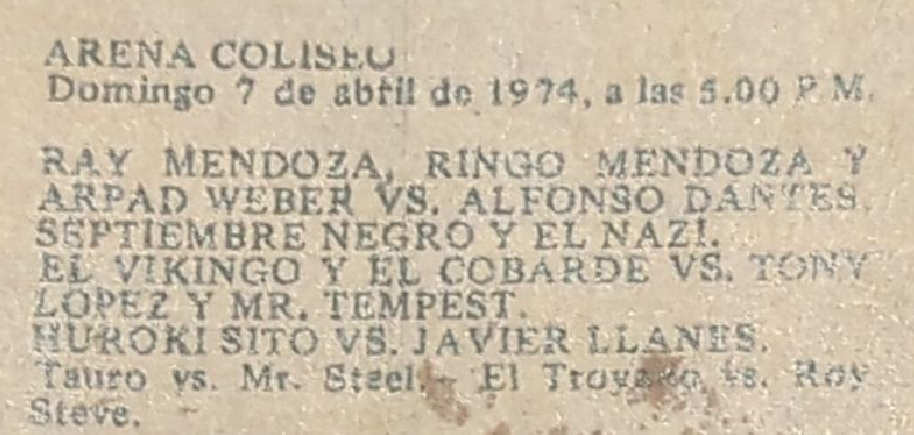 ARENA COLISEO
Domingo 7 de abril de 1974, a las 5.00 P.M.
RAY MENDOZA, RINGO MENDOZA Y
ARPAD WEBER VS. ALFONSO DANTES,
SEPTIEMBRE NEGRO Y EL NAZI.
EL VIKINGO Y EL COBARDE VS. TONY
LOPEZ Y MR. TEMPEST.
HUROKI SITO VS. JAVIER LLANES.
Tauro vs. Mr. Steel.- El vs. Roy
Steve.